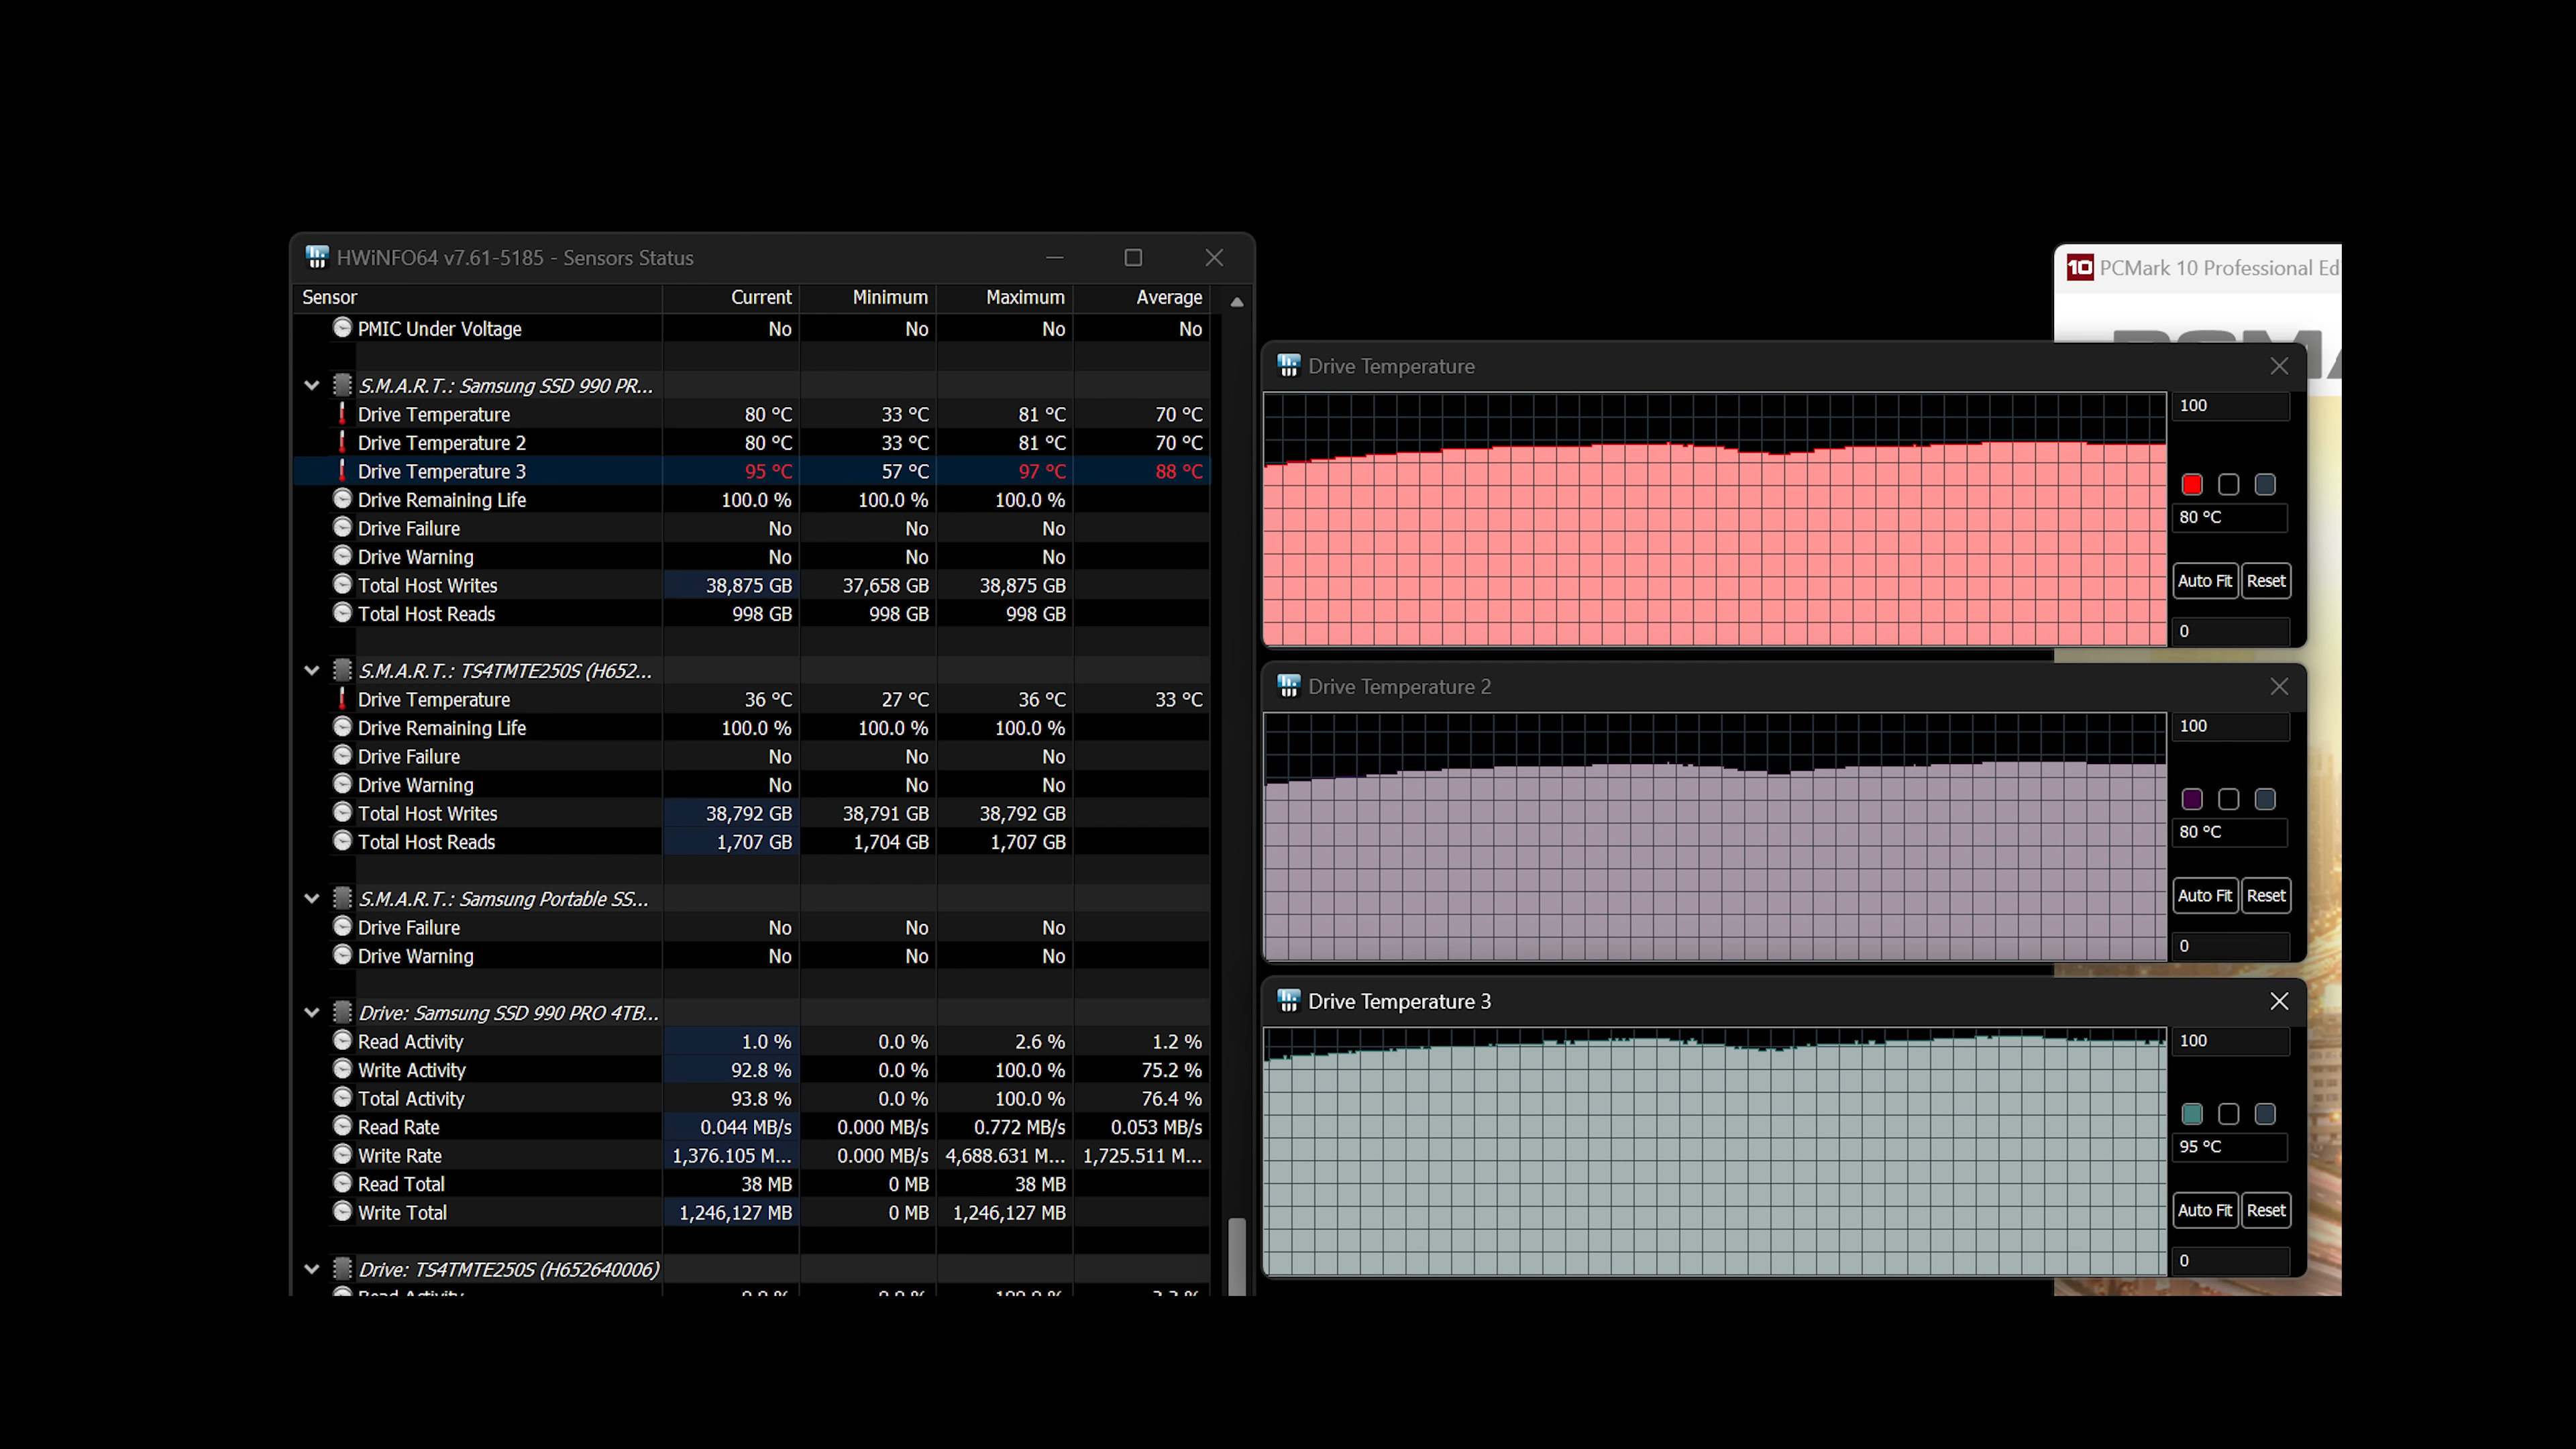 HWiNFO64 v7.61-5185 - Sensors Status
Sensor Current Minimum Maximum Average
PMIC Under Voltage No No No No
S.M.A.R.T.: Samsung SSD 990 PR...
Drive Temperature 80 °C 33 °C 81 °C 70 °C
Drive Temperature 2 80 °C 33 °C 81 °C 70 °C
Drive Temperature 3 95 °C 57 °C 97 °C 88 °C
Drive Remaining Life 100.0 % 100.0 % 100.0 %
Drive Failure No No No
Drive Warning No No No
Total Host Writes 38,875 GB 37,658 GB 38,875 GB
Total Host Reads 998 GB 998 GB 998 GB
S.M.A.R.T.: TS4TMTE250S (H652...
Drive Temperature 36 °C 27 °C 36 °C 33 °C
Drive Remaining Life 100.0 % 100.0 % 100.0 %
Drive Failure No No No
Drive Warning No No No
Total Host Writes 38,792 GB 38,791 GB 38,792 GB
Total Host Reads 1,707 GB 1,704 GB 1,707 GB
S.M.A.R.T.: Samsung Portable SS...
Drive Failure No No No
Drive Warning No No No
Drive: Samsung SSD 990 PRO 4TB...
Read Activity 1.0 % 0.0 % 2.6 % 1.2 %
Write Activity 92.8 % 0.0 % 100.0 % 75.2 %
Total Activity 93.8 % 0.0 % 100.0 % 76.4 %
Read Rate 0.044 MB/s 0.000 MB/s 0.772 MB/s 0.053 MB/s
Write Rate 1,376.105 M... 0.000 MB/s 4,688.631 M... 1,725.511 M...
Read Total 38 MB 0 MB 38 MB
Write Total 1,246,127 MB 0 MB 1,246,127 MB
Drive: TS4TMTE250S (H652640006)
Read Activity
10 PCMark 10 Professional Ed
Drive Temperature
100
80 °C
Auto Fit Reset
0
Drive Temperature 2
100
80 °C
Auto Fit Reset
0
Drive Temperature 3
100
95 °C
Auto Fit Reset
0